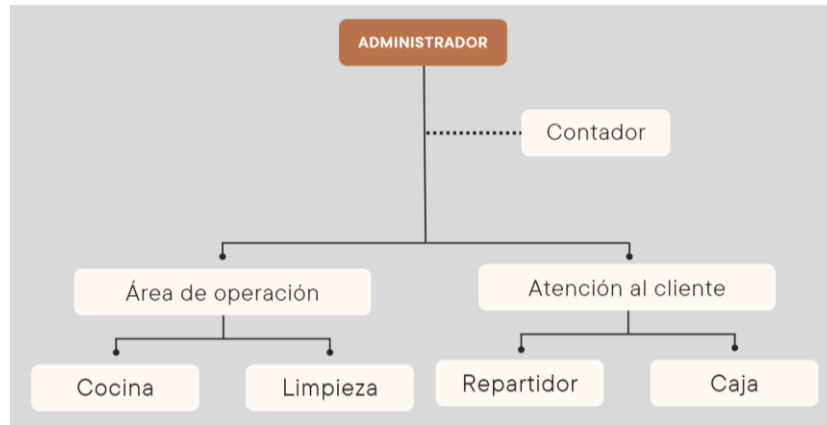 ADMINISTRADOR
Contador
Área de operación
Atención al cliente
Cocina
Limpieza
Repartidor
Caja